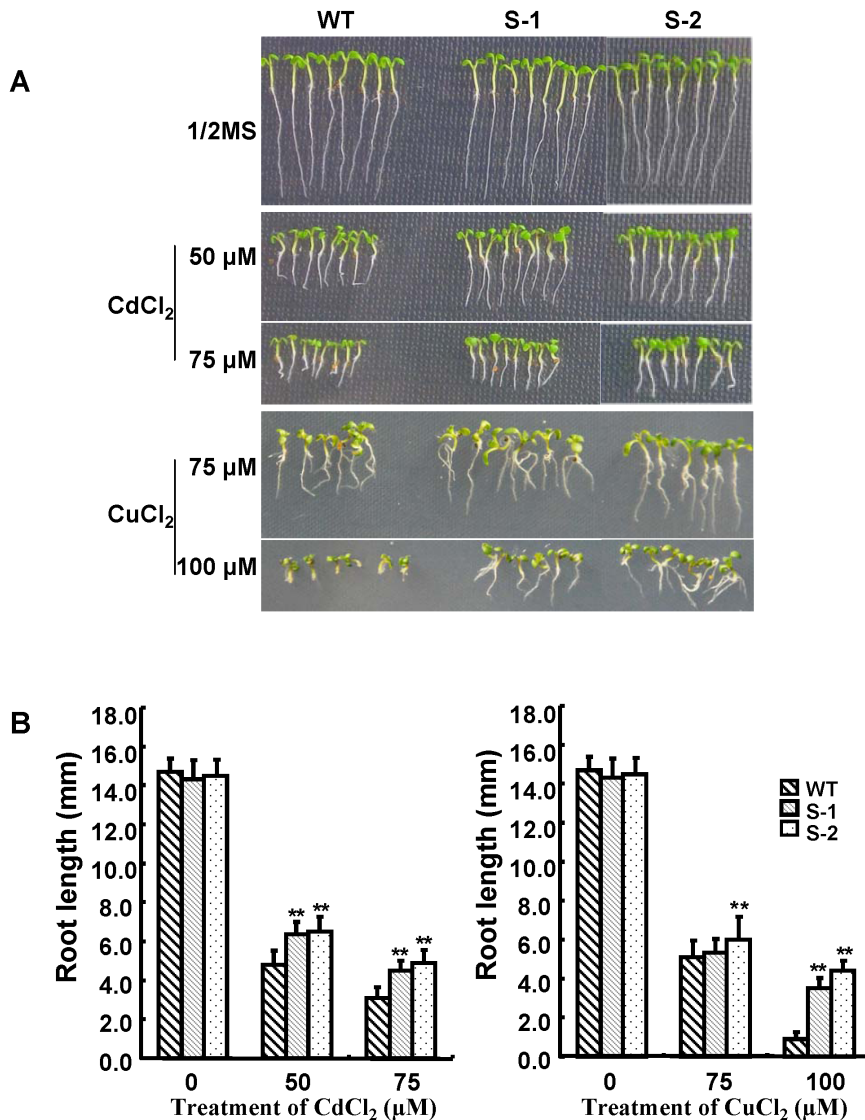 WT S-1 S-2
A
1/2MS
50 µM
CdCl2
75 µM
75 µM
CuCl2
100 µM
B
18.0
16.0
14.0
12.0
10.0
8.0
6.0
4.0
2.0
0.0
Root length (mm)
** **
** **
0 50 75
Treatment of CdCl2 (µM)
18.0
16.0
14.0
12.0
10.0
8.0
6.0
4.0
2.0
0.0
Root length (mm)
**
** **
0 75 100
Treatment of CuCl2 (µM)
WT
S-1
S-2